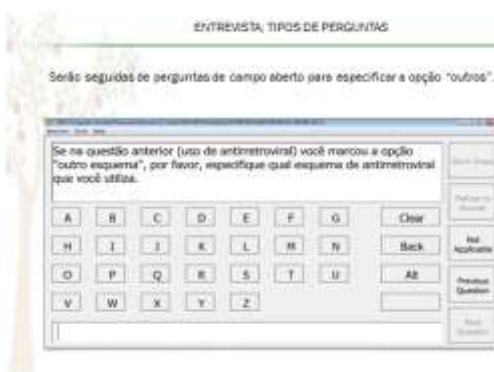 ENTREVISTA; TIPOS DE PERGUNTAS
Serão seguidas de perguntas de campo aberto para especificar a opção "outros".
Se na questão anterior (uso de antirretroviral) você marcou a opção
"outro esquema", por favor, especifique qual esquema de antirretroviral
que você utiliza.
A B C D E F G Clear
H I J K L M N Back
Not Applicable
O P Q R S T U Alt
Previous Question
V W X Y Z
Next Question